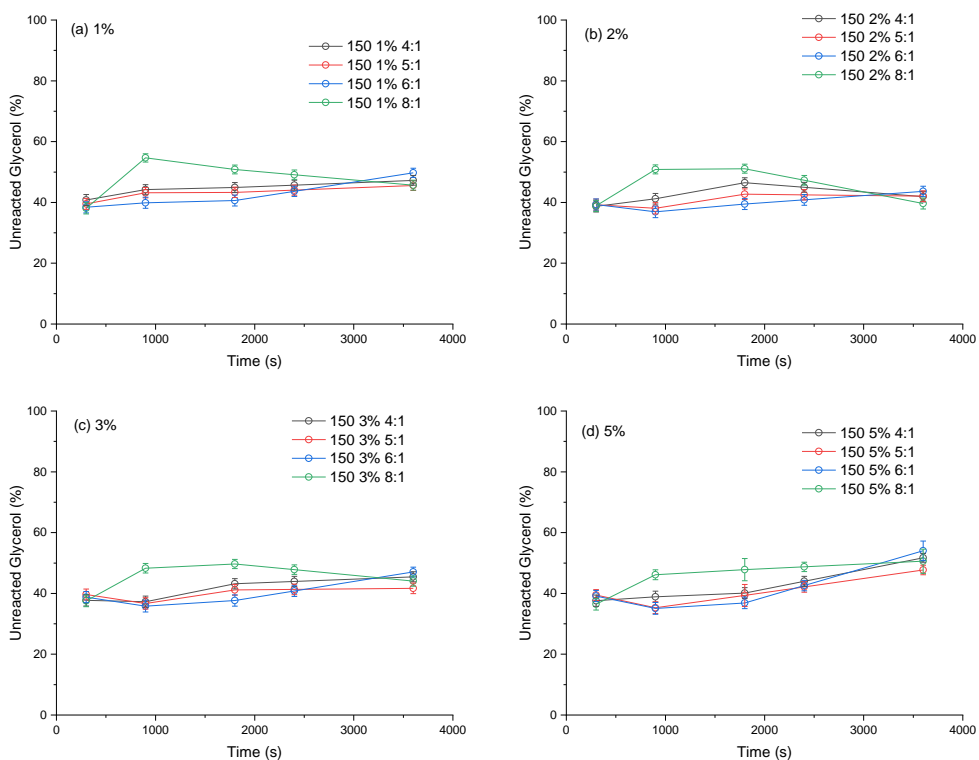 (a) 1%
150 1% 4:1
150 1% 5:1
150 1% 6:1
150 1% 8:1
Unreacted Glycerol (%)
100
80
60
40
20
0
0 1000 2000 3000 4000
Time (s)
(b) 2%
150 2% 4:1
150 2% 5:1
150 2% 6:1
150 2% 8:1
Unreacted Glycerol (%)
100
80
60
40
20
0
0 1000 2000 3000 4000
Time (s)
(c) 3%
150 3% 4:1
150 3% 5:1
150 3% 6:1
150 3% 8:1
Unreacted Glycerol (%)
100
80
60
40
20
0
0 1000 2000 3000 4000
Time (s)
(d) 5%
150 5% 4:1
150 5% 5:1
150 5% 6:1
150 5% 8:1
Unreacted Glycerol (%)
100
80
60
40
20
0
0 1000 2000 3000 4000
Time (s)